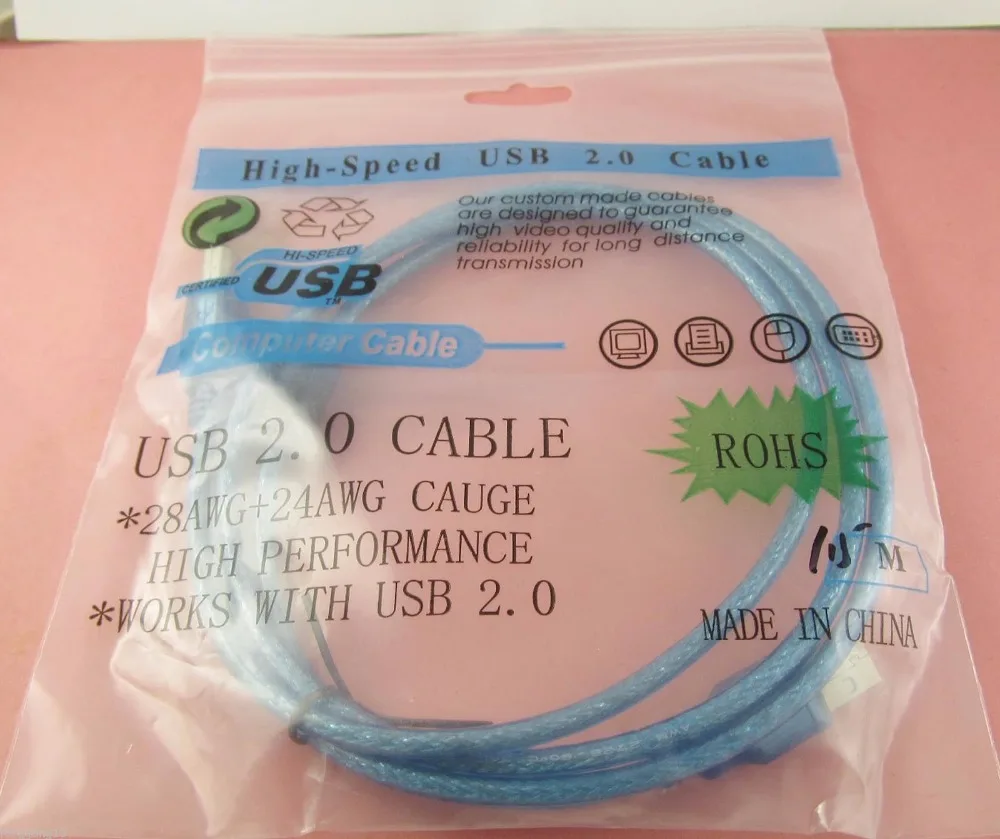 High-Speed USB 2.0 Cable
Our custom made cables
are designed to guarantee
high video quality and
reliability for long distance
transmission
HI-SPEED
CERTIFIED USB TM
Computer Cable
USB 2.0 CABLE
ROHS
*28AWG+24AWG CAUGE
HIGH PERFORMANCE
1.5 M
*WORKS WITH USB 2.0
MADE IN CHINA